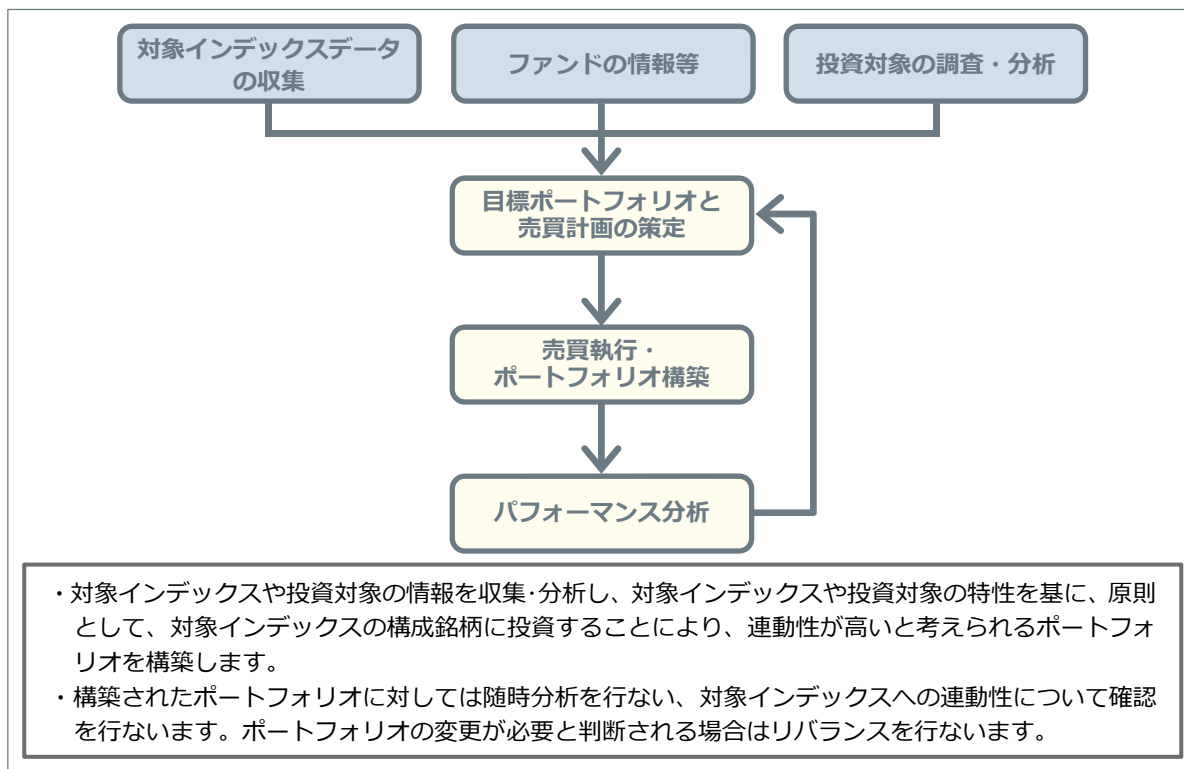 対象インデックスデータ
の収集
ファンドの情報等
投資対象の調査・分析
目標ポートフォリオと
売買計画の策定
売買執行・
ポートフォリオ構築
パフォーマンス分析
・対象インデックスや投資対象の情報を収集･分析し、対象インデックスや投資対象の特性を基に、原則
として、対象インデックスの構成銘柄に投資することにより、連動性が高いと考えられるポートフォ
リオを構築します。
・構築されたポートフォリオに対しては随時分析を行ない、対象インデックスへの連動性について確認
を行ないます。ポートフォリオの変更が必要と判断される場合はリバランスを行ないます。